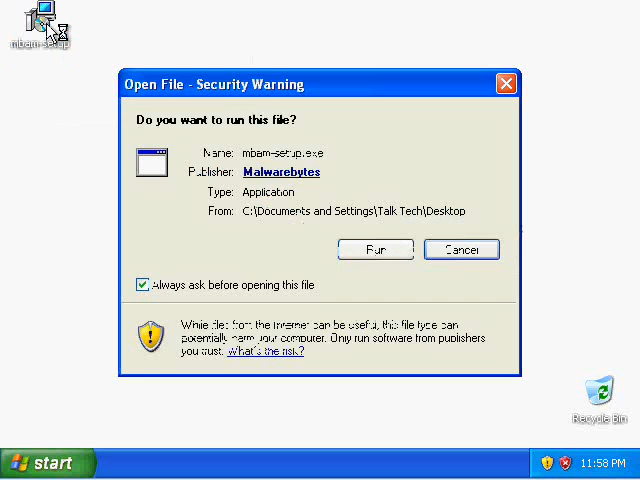 mbam-setup
Open File - Security Warning
Do you want to run this file?
Name: mbam-setup.exe
Publisher: Malwarebytes
Type: Application
From: C:\Documents and Settings\Talk Tech\Desktop
Run Cancel
Always ask before opening this file
While files from the Internet can be useful, this file type can
potentially harm your computer. Only run software from publishers
you trust. What's the risk?
Recycle Bin
start 11:58 PM